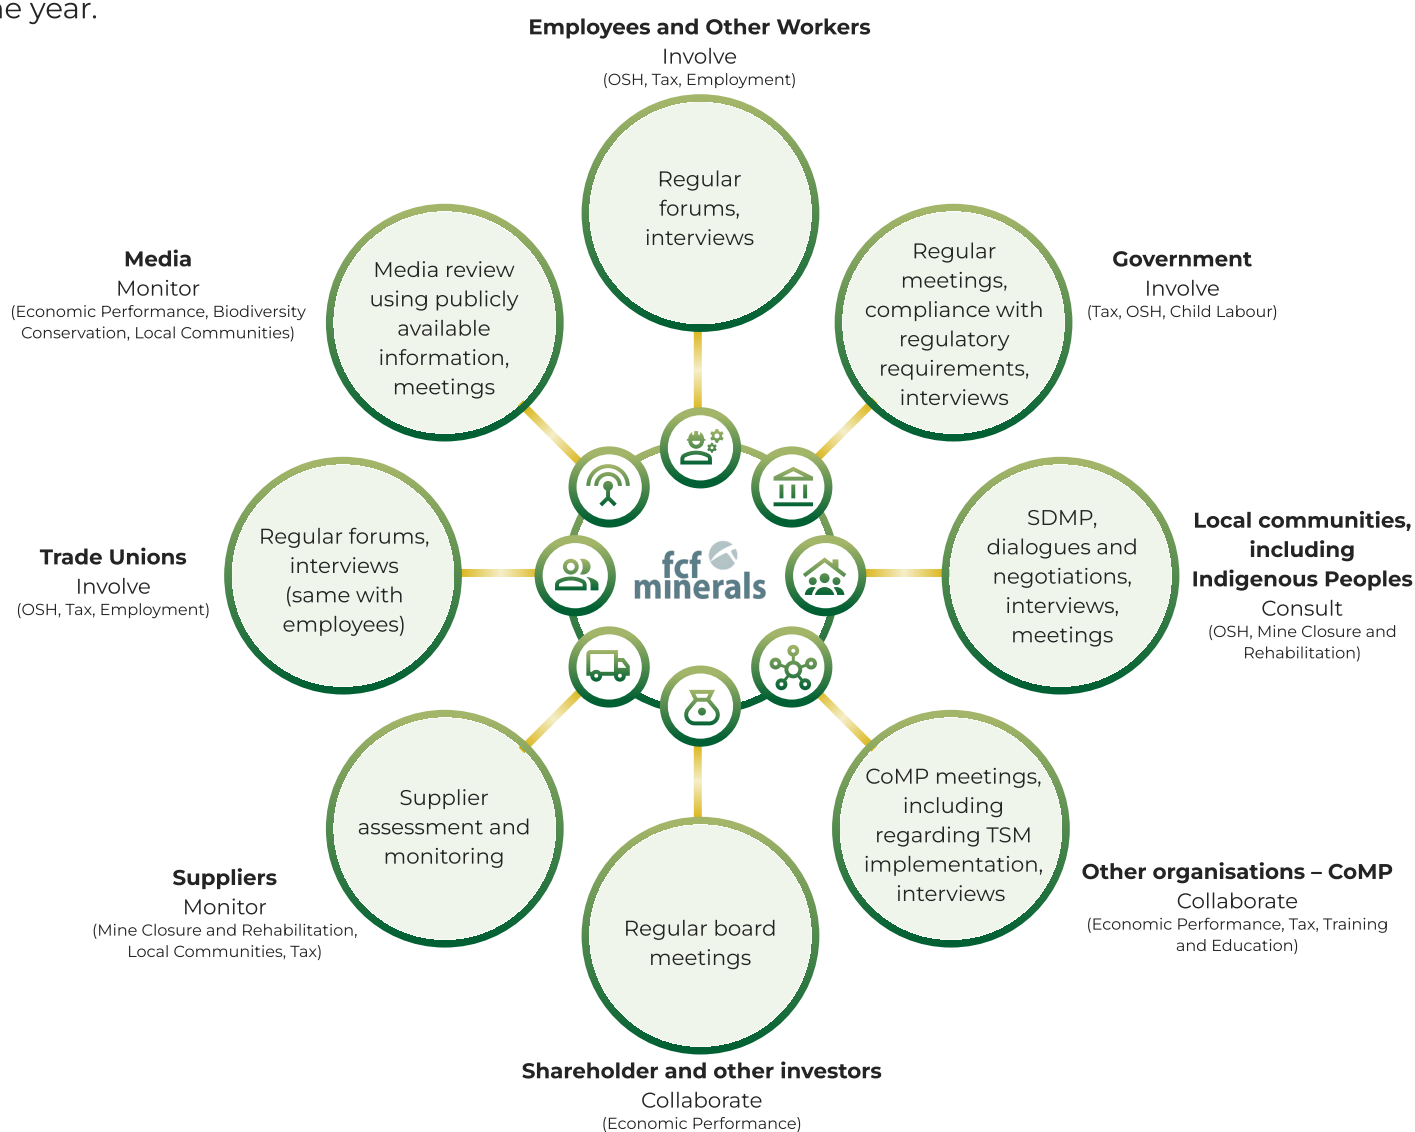 he year.
Employees and Other Workers
Involve
(OSH, Tax, Employment)
Regular
forums,
interviews
Government
Involve
(Tax, OSH, Child Labour)
Regular
meetings,
compliance with
regulatory
requirements,
interviews
Local communities,
including
Indigenous Peoples
Consult
(OSH, Mine Closure and
Rehabilitation)
SDMP,
dialogues and
negotiations,
interviews,
meetings
Other organisations – CoMP
Collaborate
(Economic Performance, Tax, Training
and Education)
CoMP meetings,
including
regarding TSM
implementation,
interviews
Regular board
meetings
Shareholder and other investors
Collaborate
(Economic Performance)
Supplier
assessment and
monitoring
Suppliers
Monitor
(Mine Closure and Rehabilitation,
Local Communities, Tax)
Regular forums,
interviews
(same with
employees)
Trade Unions
Involve
(OSH, Tax, Employment)
Media review
using publicly
available
information,
meetings
Media
Monitor
(Economic Performance, Biodiversity
Conservation, Local Communities)
fcf
minerals